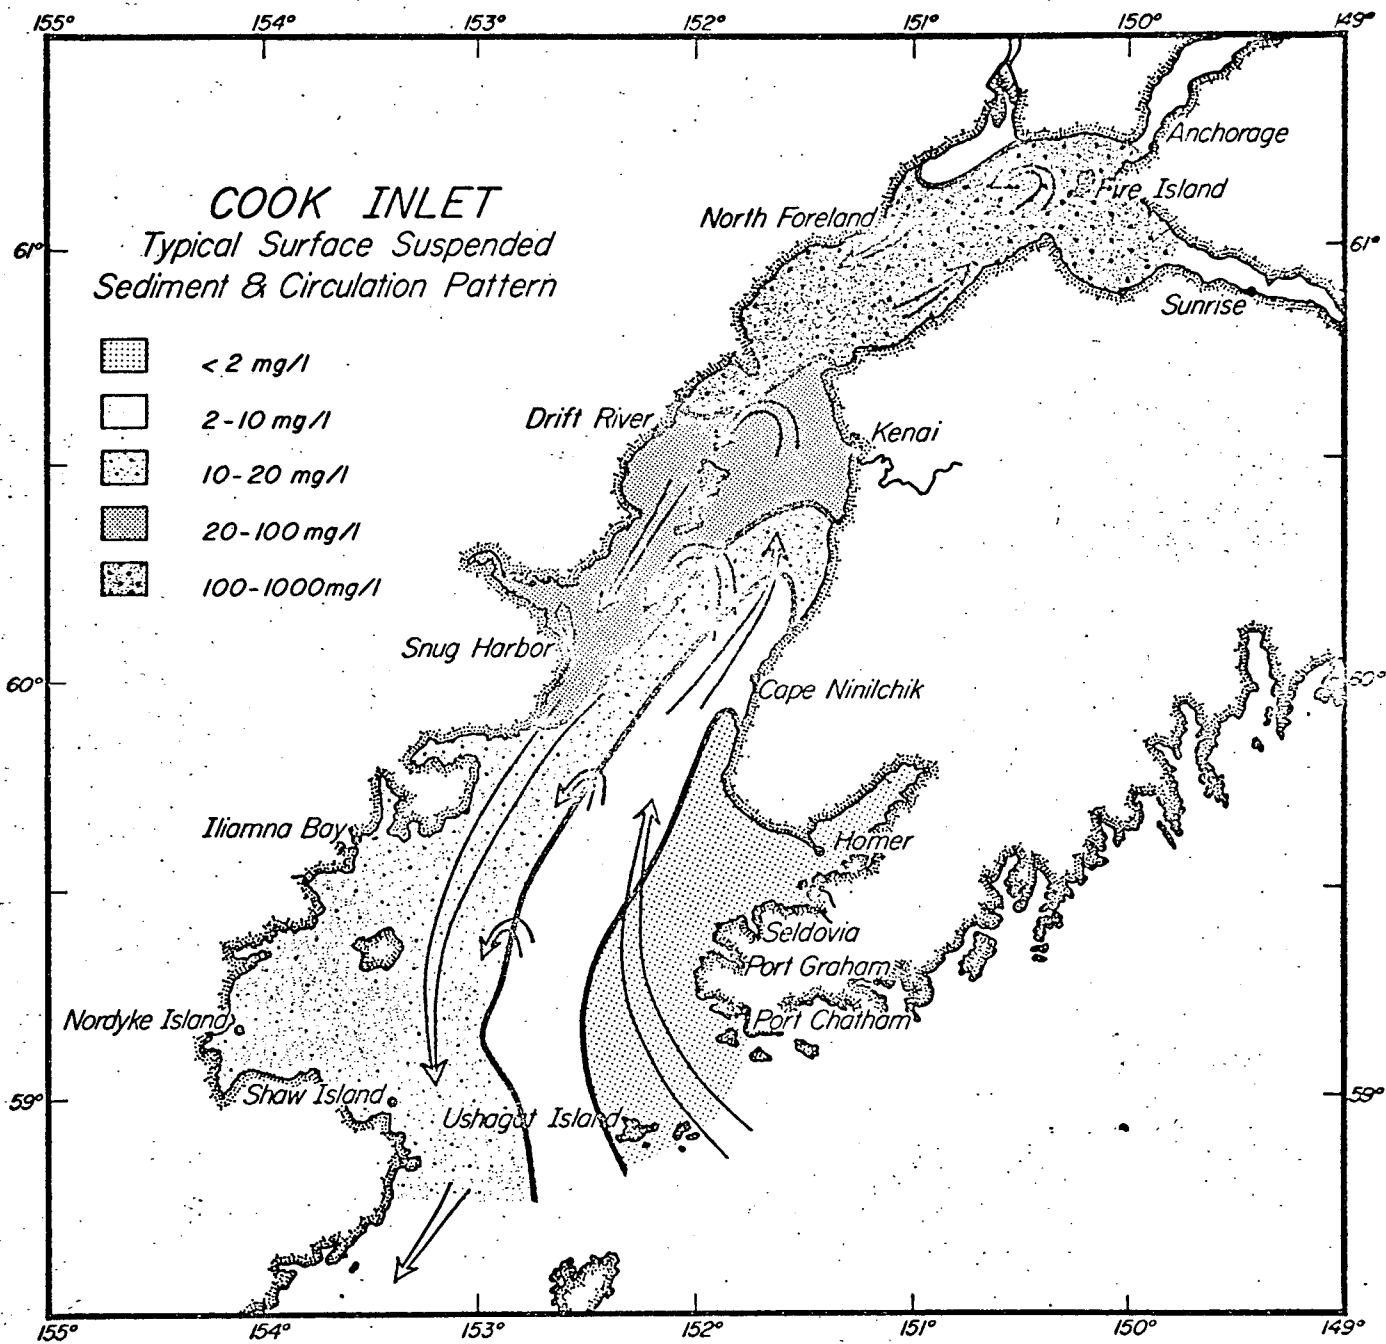 155° 154° 153° 152° 151° 150° 149°
Anchorage
COOK INLET
Fire Island
North Foreland
Typical Surface Suspended
61° 61°
Sediment & Circulation Pattern
Sunrise
< 2 mg/l
2-10 mg/l
Drift River
Kenai
10-20 mg/l
20-100 mg/l
100-1000mg/l
Snug Harbor
60° 60°
Cape Ninilchik
Iliamna Bay
Homer
Seldovia
Port Graham
Nordyke Island
Port Chatham
Shaw Island
59° 59°
Ushagat Island
155° 154° 153° 152° 151° 150° 149°